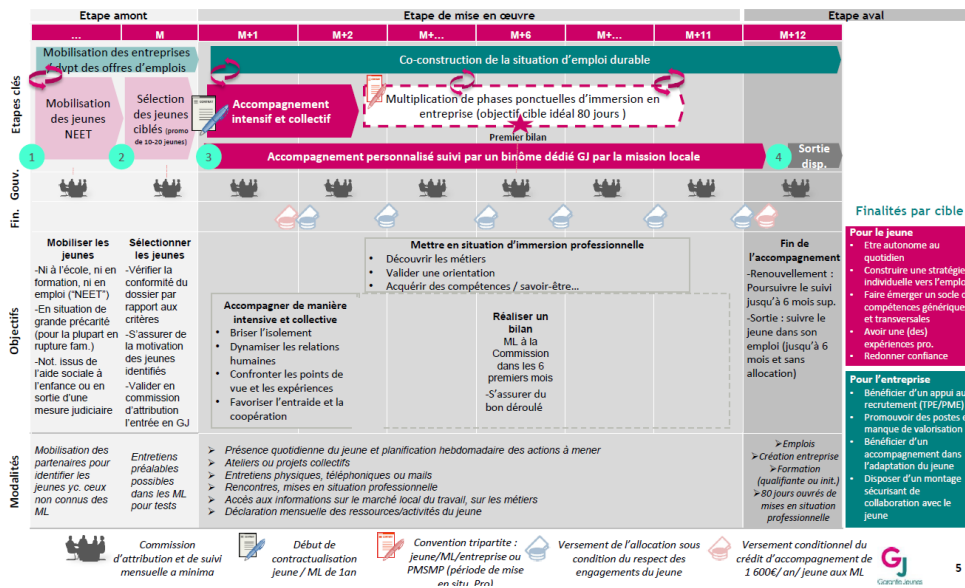 Etape amont
Etape de mise en œuvre
Etape aval
...
M
M+1
M+2
M+...
M+6
M+...
M+11
M+12
Etapes clés
Mobilisation des entreprises
/dvpt des offres d'emplois
Co-construction de la situation d'emploi durable
Mobilisation
des jeunes
NEET
Sélection
des jeunes
ciblés (promo
de 10-20 jeunes)
Accompagnement
intensif et collectif
Multiplication de phases ponctuelles d'immersion en
entreprise (objectif cible idéal 80 jours )
Premier bilan
1
2
3
Accompagnement personnalisé suivi par un binôme dédié GJ par la mission locale
4
Sortie
disp.
Gouv.
Fin.
Objectifs
Mobiliser les
jeunes
-Ni à l'école, ni en
formation, ni en
emploi ("NEET")
-En situation de
grande précarité
(pour la plupart en
rupture fam.)
-Not. issus de
l'aide sociale à
l'enfance ou en
sortie d'une
mesure judiciaire
Sélectionner
les jeunes
-Vérifier la
conformité du
dossier par
rapport aux
critères
-S'assurer de
la motivation
des jeunes
identifiés
-Valider en
commission
d'attribution
l'entrée en GJ
Mettre en situation d'immersion professionnelle
• Découvrir les métiers
• Valider une orientation
• Acquérir des compétences / savoir-être...
Accompagner de manière
intensive et collective
• Briser l'isolement
• Dynamiser les relations
humaines
• Confronter les points de
vue et les expériences
• Favoriser l'entraide et la
coopération
Réaliser un
bilan
ML à la
Commission
dans les 6
premiers mois
-S'assurer du
bon déroulé
Fin de
l'accompagnement
-Renouvellement :
Poursuivre le suivi
jusqu'à 6 mois sup.
-Sortie : suivre le
jeune dans son
emploi (jusqu'à 6
mois et sans
allocation)
Modalités
Mobilisation des
partenaires pour
identifier les
jeunes yc. ceux
non connus des
ML
Entretiens
préalables
possibles
dans les ML
pour tests
➢ Présence quotidienne du jeune et planification hebdomadaire des actions à mener
➢ Ateliers ou projets collectifs
➢ Entretiens physiques, téléphoniques ou mails
➢ Rencontres, mises en situation professionnelle
➢ Accès aux informations sur le marché local du travail, sur les métiers
➢ Déclaration mensuelle des ressources/activités du jeune
➢Emplois
➢Création entreprise
➢ Formation
(qualifiante ou init.)
➢80 jours ouvrés de
mises en situation
professionnelle
Finalités par cible
Pour le jeune
• Etre autonome au
quotidien
• Construire une stratégie
individuelle vers l'emplo
• Faire émerger un socle d
compétences générique
et transversales
• Avoir une (des)
expériences pro.
• Redonner confiance
Pour l'entreprise
• Bénéficier d'un appui au
recrutement (TPE/PME)
• Promouvoir des postes e
manque de valorisation
• Bénéficier d'un
accompagnement dans
l'adaptation du jeune
• Disposer d'un montage
sécurisant de
collaboration avec le
jeune
Commission
d'attribution et de suivi
mensuelle a minima
Début de
contractualisation
jeune / ML de 1an
Convention tripartite :
jeune/ML/entreprise ou
PMSMP (période de mise
en situ. Pro)
Versement de l'allocation sous
condition du respect des
engagements du jeune
Versement conditionnel du
crédit d'accompagnement de
1 600€/ an/ jeune aux ML
GJ
Garantie Jeunes
5